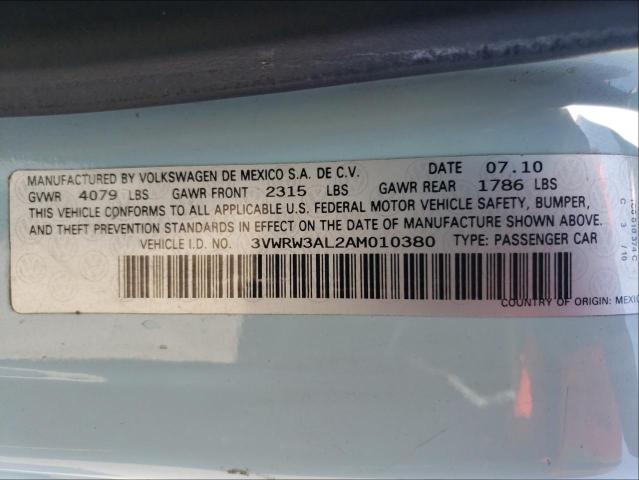 MANUFACTURED BY VOLKSWAGEN DE MEXICO S.A. DE C.V. DATE 07.10
GVWR 4079 LBS GAWR FRONT 2315 LBS GAWR REAR 1786 LBS
THIS VEHICLE CONFORMS TO ALL APPLICABLE U.S. FEDERAL MOTOR VEHICLE SAFETY, BUMPER,
AND THEFT PREVENTION STANDARDS IN EFFECT ON THE DATE OF MANUFACTURE SHOWN ABOVE.
VEHICLE I.D. NO. 3VWRW3AL2AM010380 TYPE: PASSENGER CAR
COUNTRY OF ORIGIN: MEXIC
C 3 /10